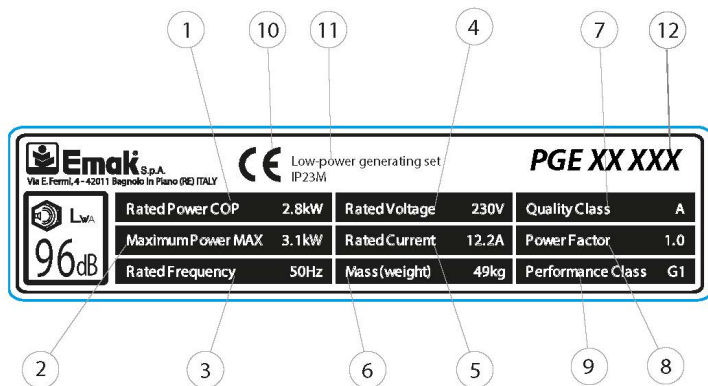 1 10 11 4 7 12
Emak S.p.A.
Via E. Fermi, 4 - 42011 Bagnolo in Piano (RE) ITALY
CE
Low-power generating set
IP23M
PGE XX XXX
LWA
96dB
Rated Power COP 2.8kW Rated Voltage 230V Quality Class A
Maximum Power MAX 3.1kW Rated Current 12.2A Power Factor 1.0
Rated Frequency 50Hz Mass (weight) 49kg Performance Class G1
2 3 6 5 9 8